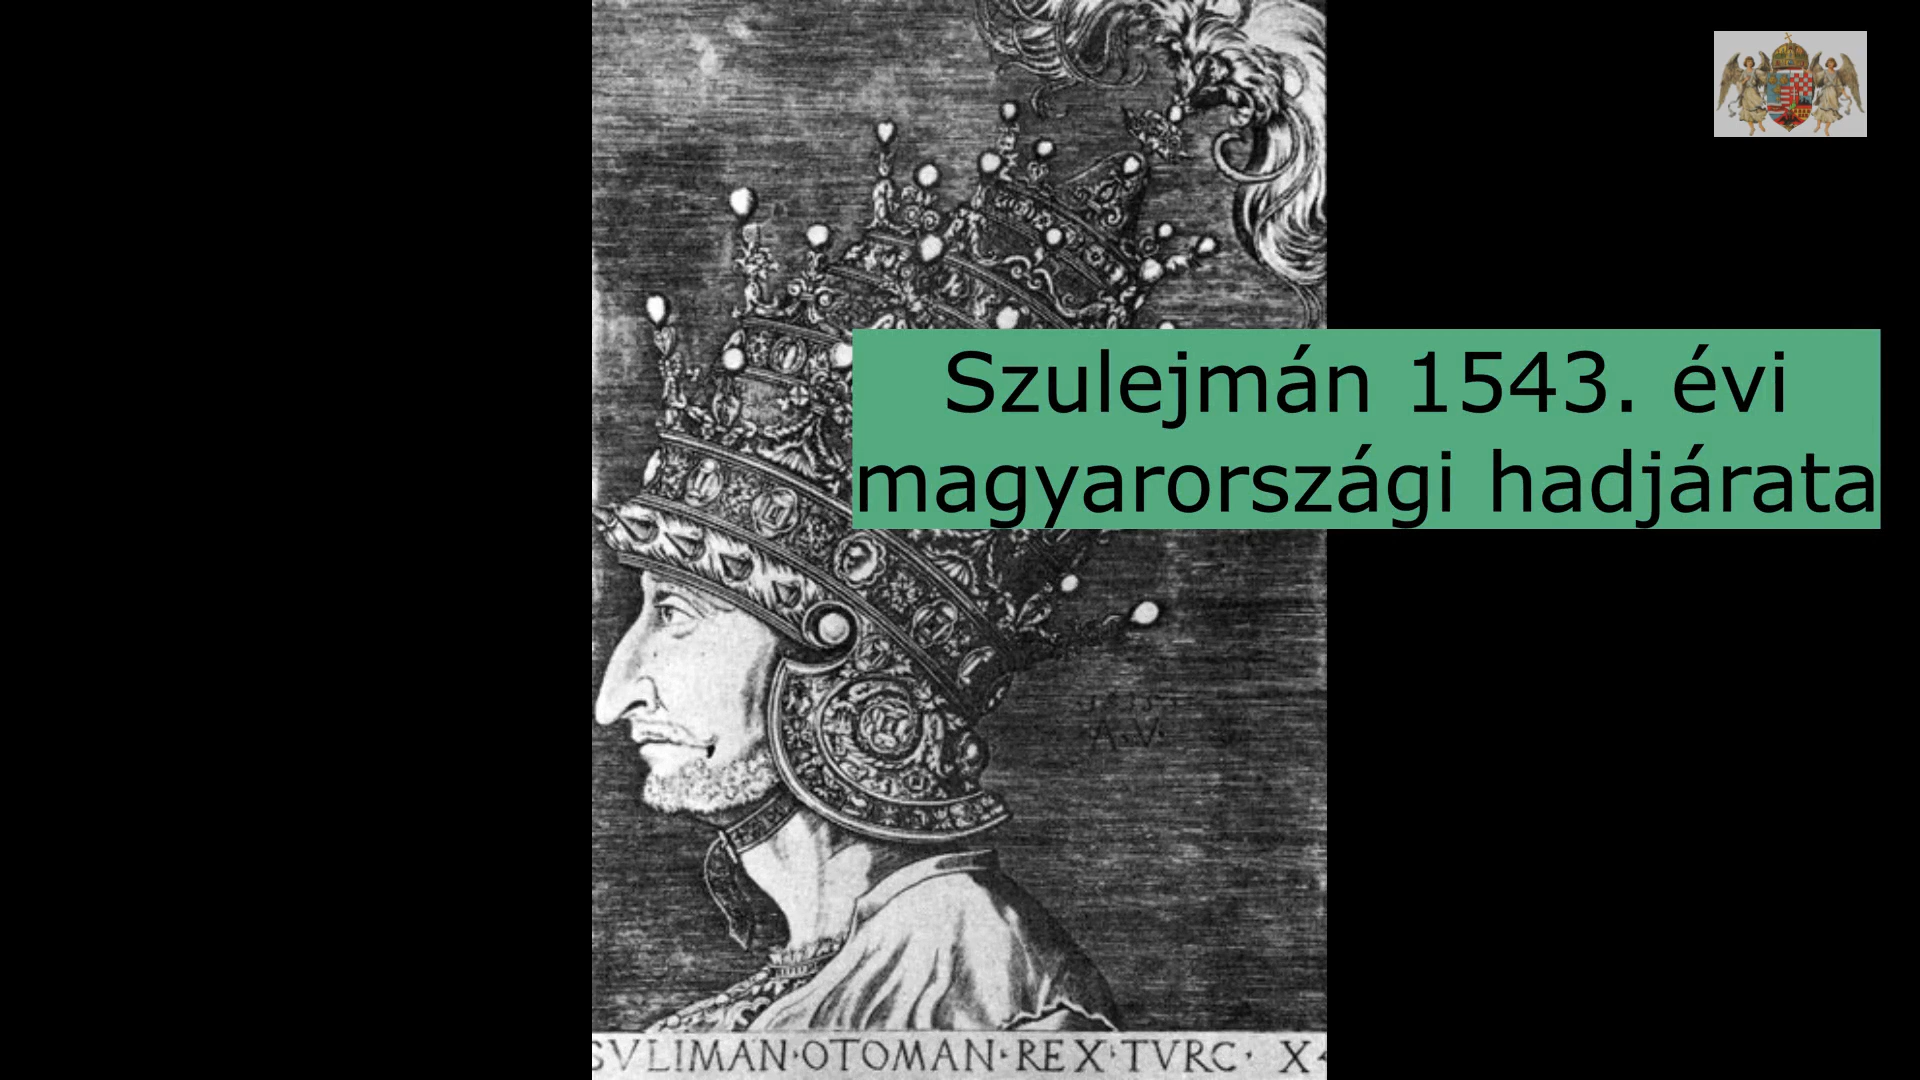 Szulejmán 1543. évi
magyarországi hadjárata
A.V.
SVLIMAN·OTOMAN·REX·TVRC· X